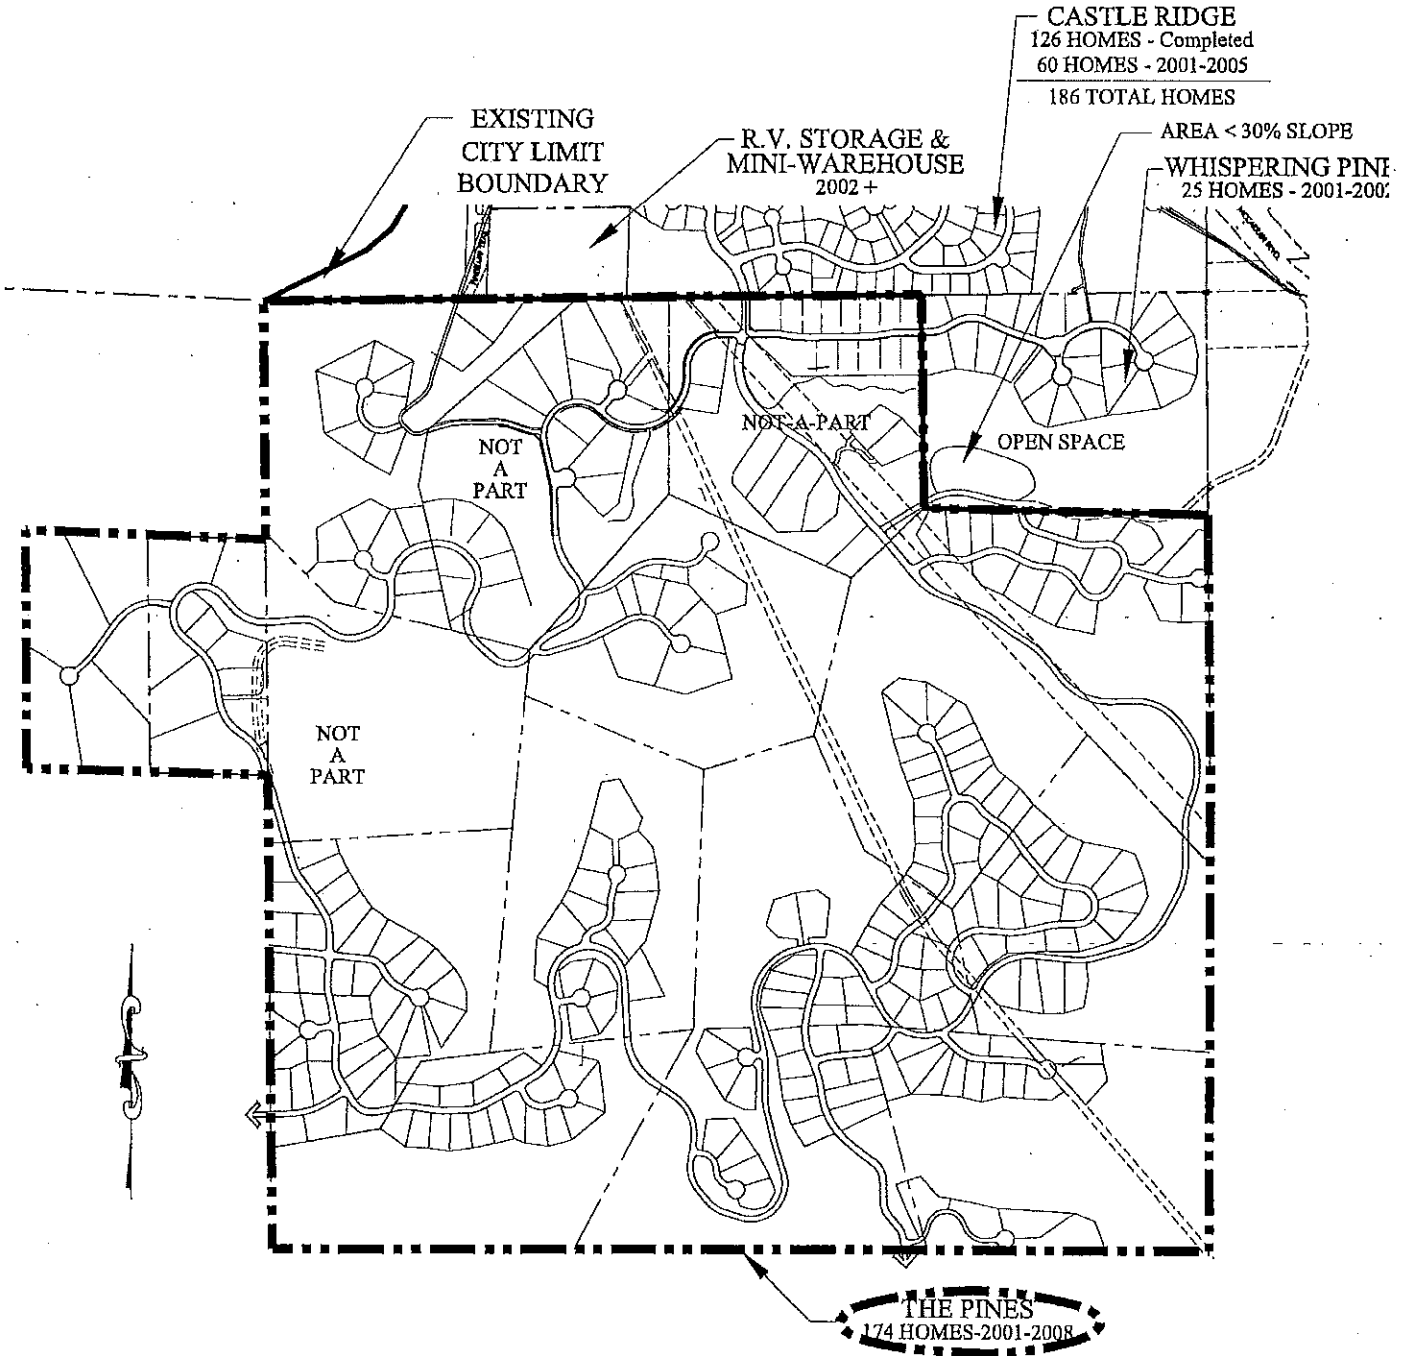 CASTLE RIDGE
126 HOMES - Completed
60 HOMES - 2001-2005
186 TOTAL HOMES
EXISTING
CITY LIMIT
BOUNDARY
R.V. STORAGE &
MINI-WAREHOUSE
2002 +
AREA < 30% SLOPE
WHISPERING PINE
25 HOMES - 2001-2002
NOT-A-PART
OPEN SPACE
NOT
A
PART
NOT
A
PART
THE PINES
174 HOMES-2001-2008